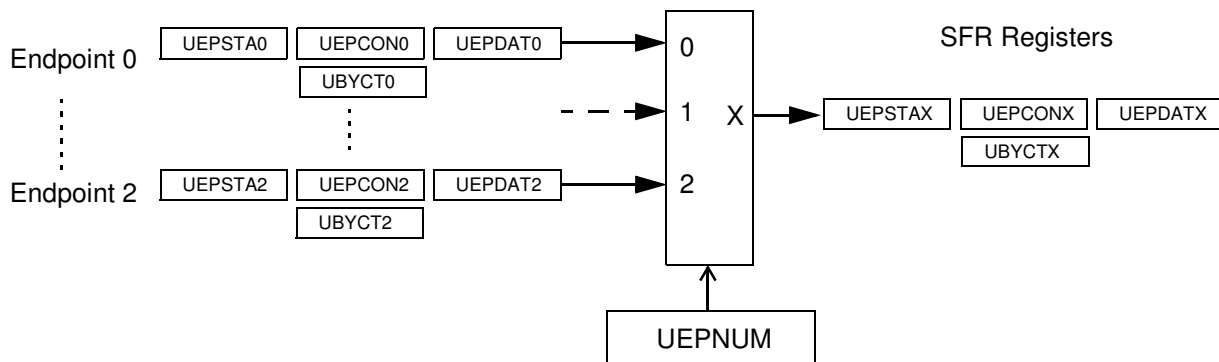 Endpoint 0 UEPSTA0 UEPCON0 UEPDAT0 0 SFR Registers
UBYCT0
1 X UEPSTAX UEPCONX UEPDATX
UBYCTX
Endpoint 2 UEPSTA2 UEPCON2 UEPDAT2 2
UBYCT2
UEPNUM